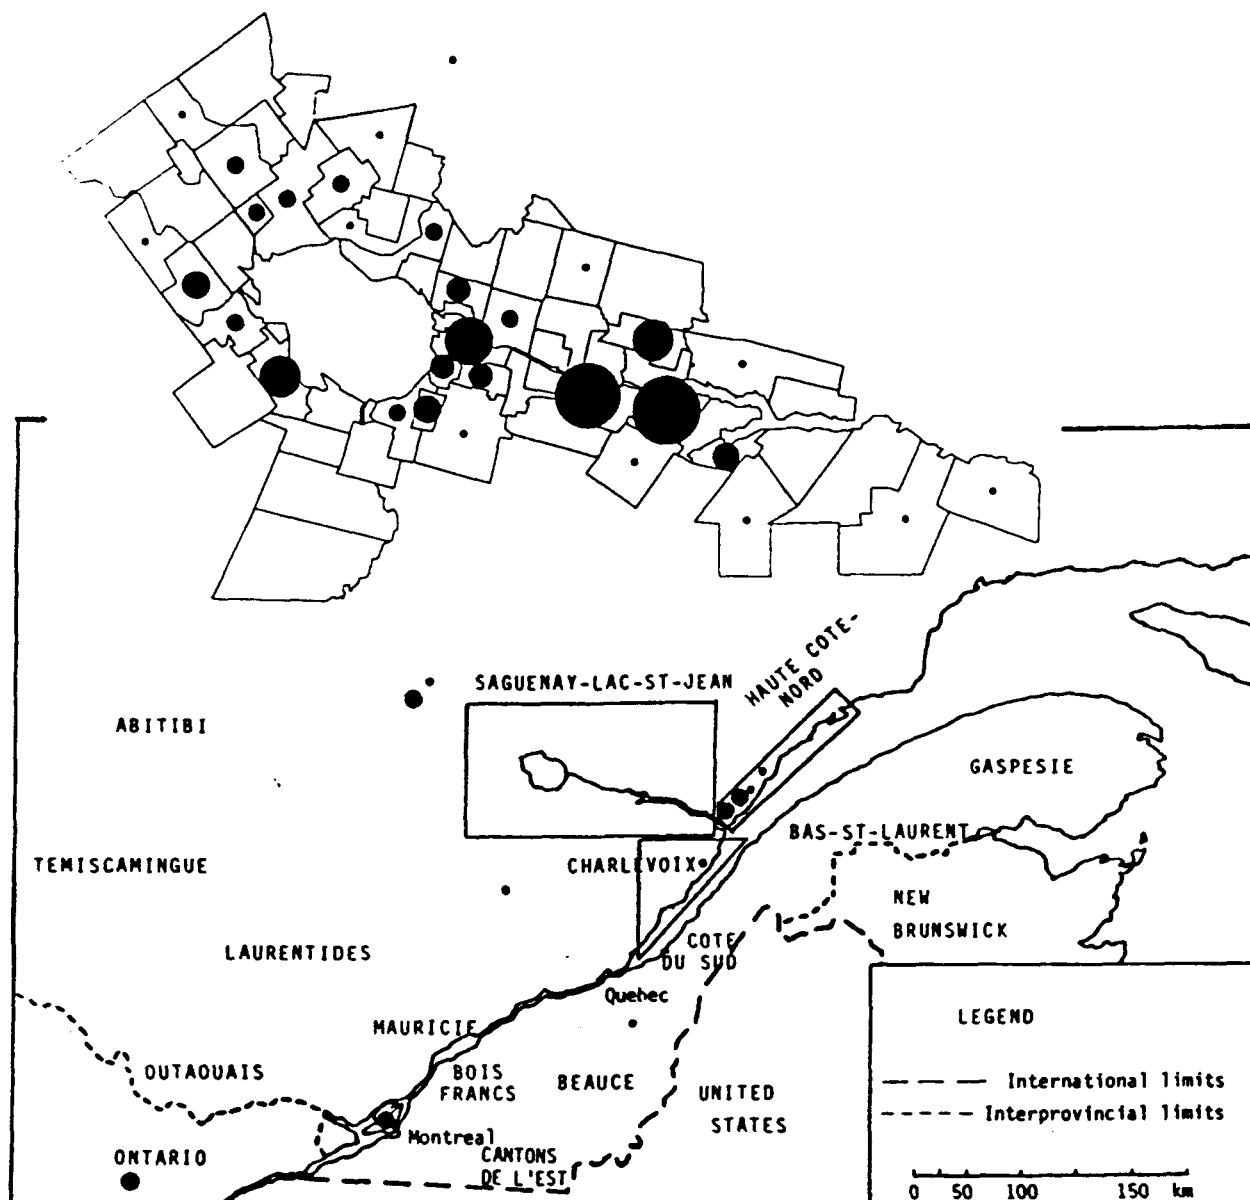 SAGUENAY-LAC-ST-JEAN
HAUTE COTE-
NORD
ABITIBI
GASPESIE
BAS-ST-LAURENT
TEMISCAMINGUE
CHARLEVOIX
NEW
BRUNSWICK
COTE
DU SUD
LAURENTIDES
Quebec
MAURICIE
LEGEND
OUTAOUAIS
BOIS
FRANCS
BEAUCE
UNITED
STATES
International limits
Interprovincial limits
Montreal
CANTONS
DE L'EST
ONTARIO
0 50 100 150 km